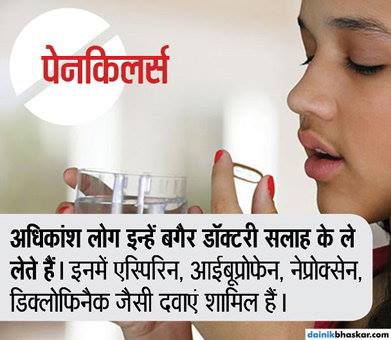 पेनकिलर्स
अधिकांश लोग इन्हें बगैर डॉक्टरी सलाह के ले
लेते हैं। इनमें एस्पिरिन, आईबूप्रोफेन, नेप्रोक्सेन,
डिक्लोफिनैक जैसी दवाएं शामिल हैं।
dainikbhaskar.com